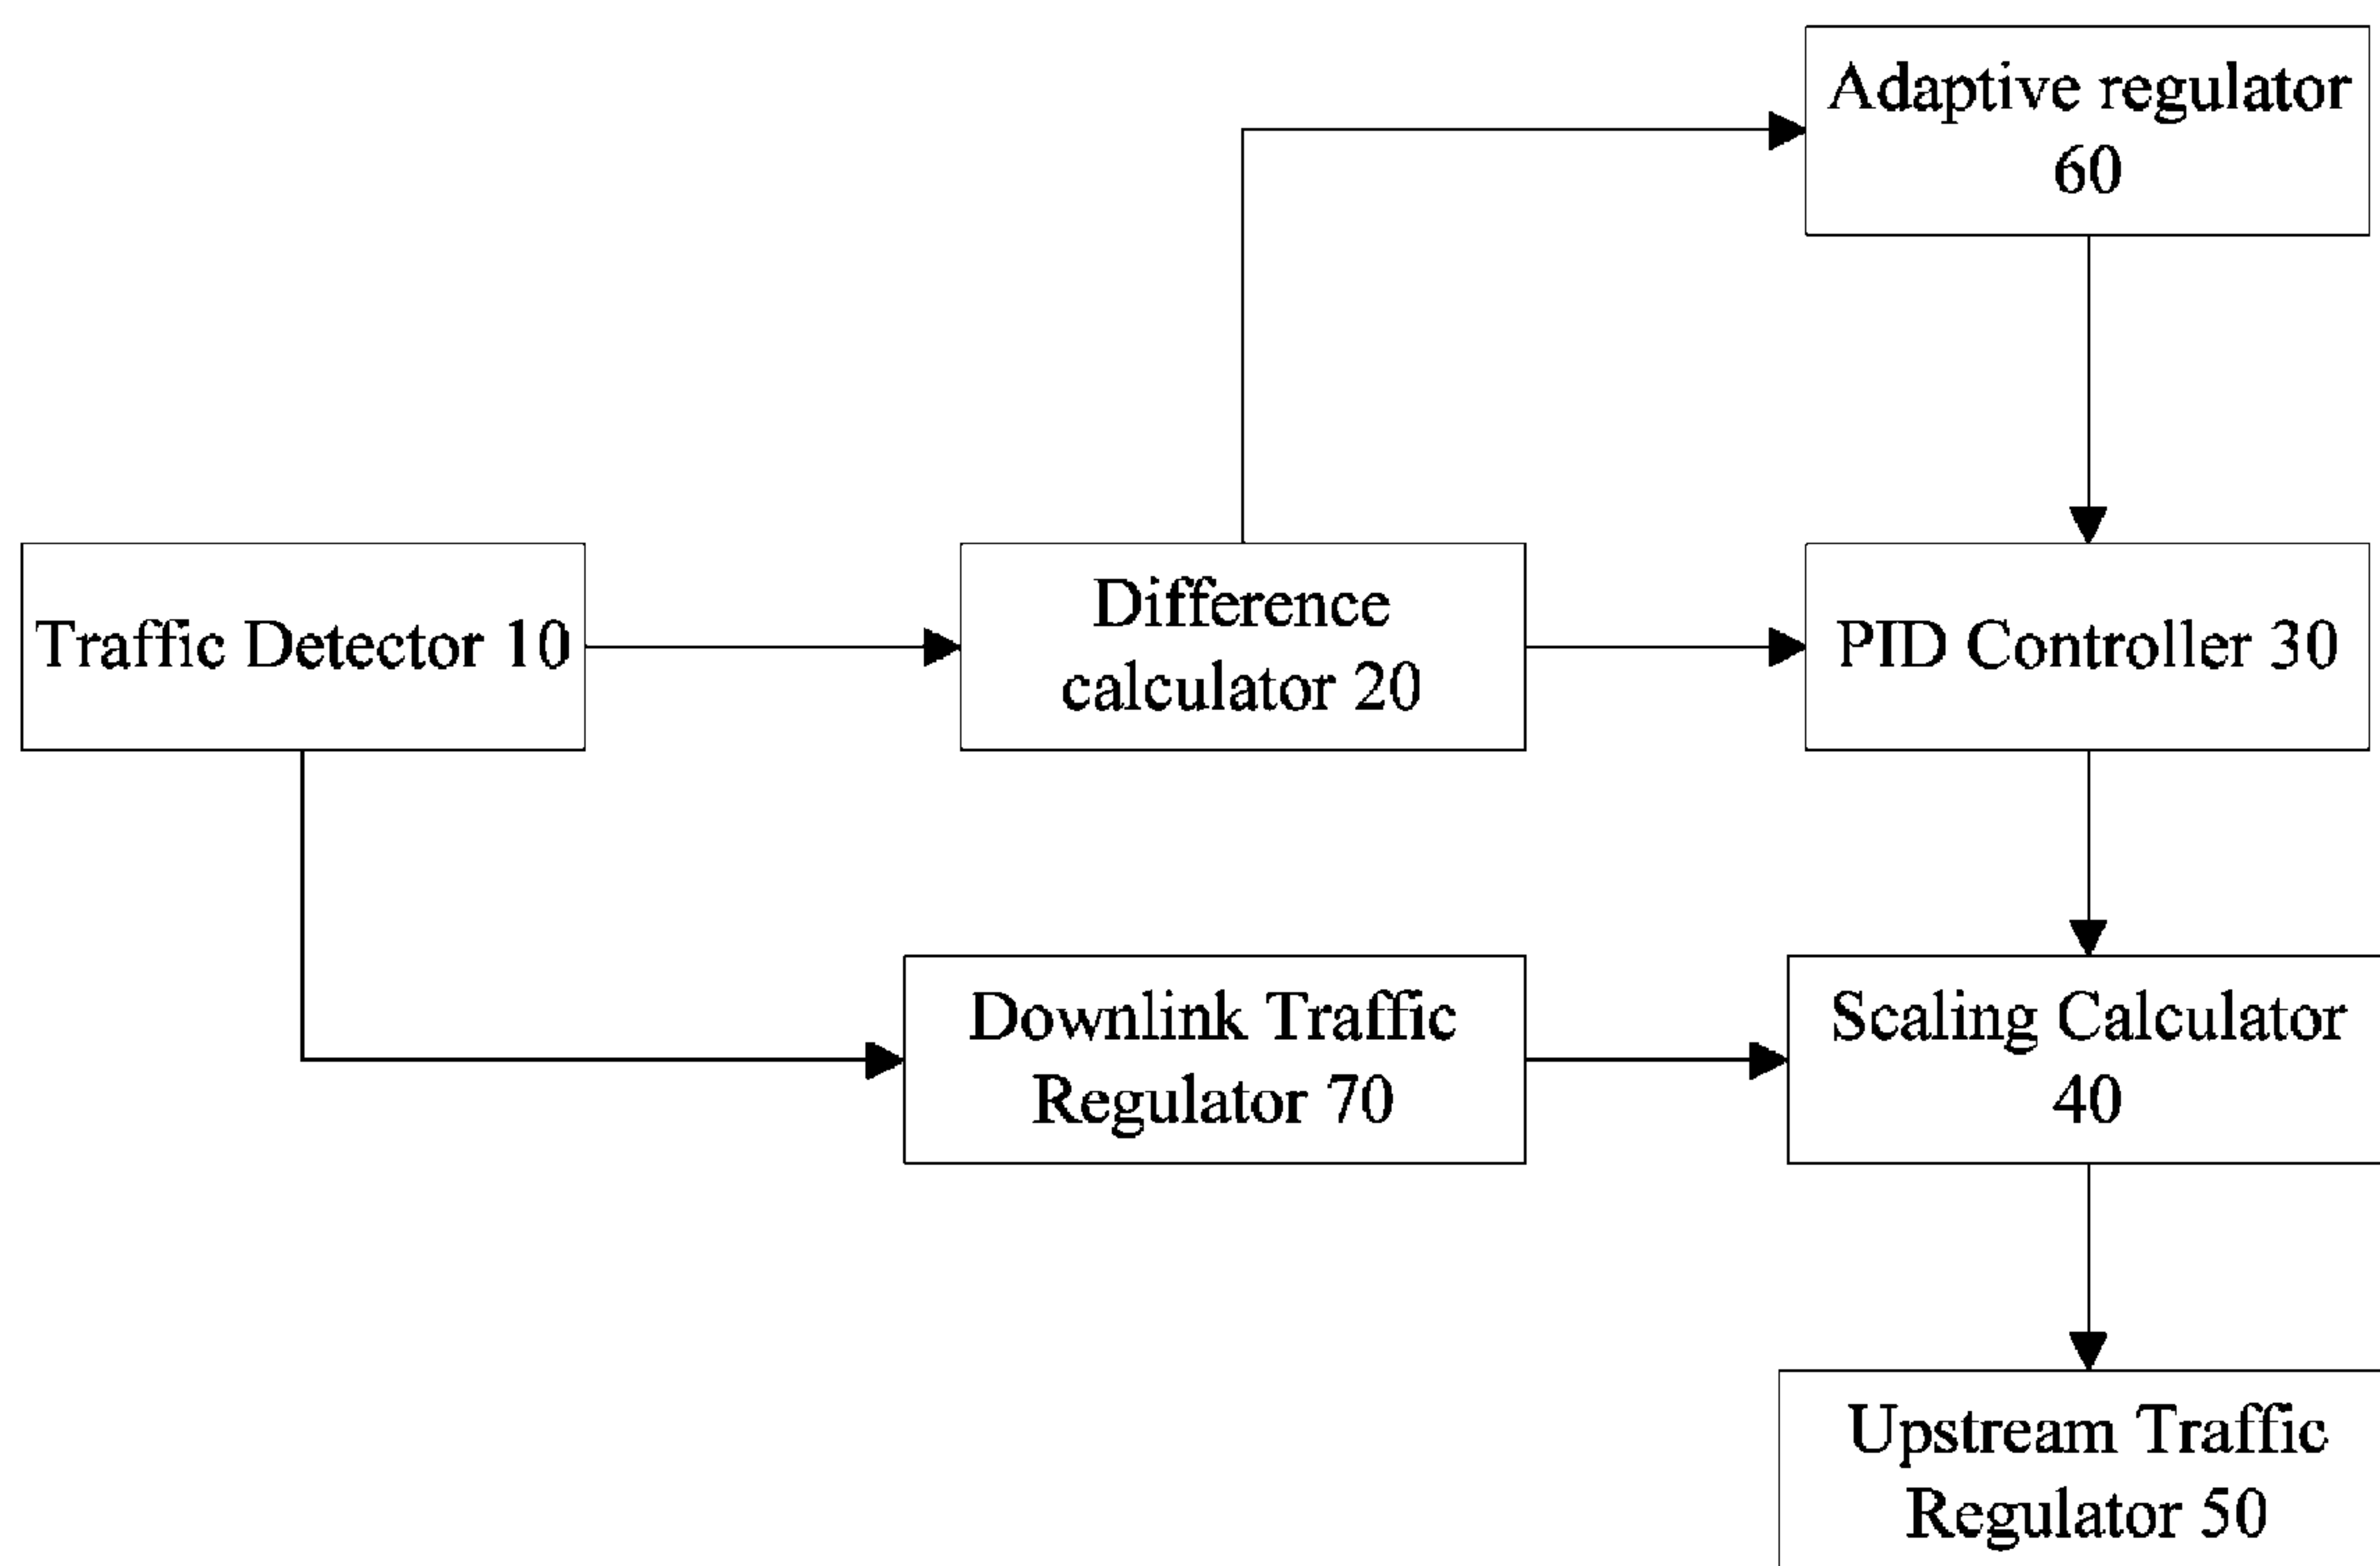 Adaptive regulator
60
Traffic Detector 10
Difference
calculator 20
PID Controller 30
Downlink Traffic
Regulator 70
Scaling Calculator
40
Upstream Traffic
Regulator 50